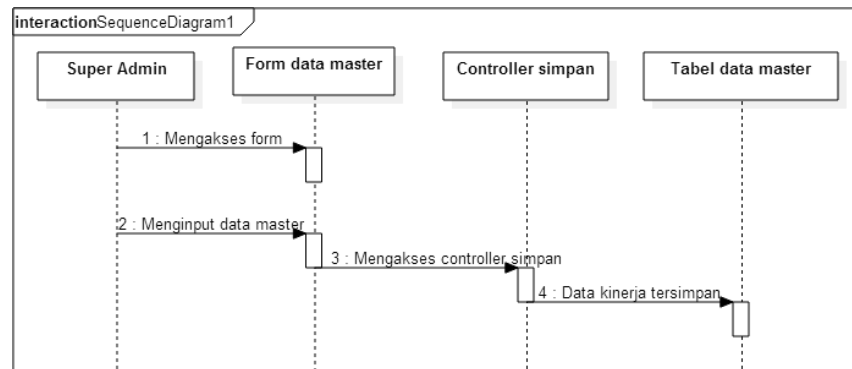 interactionSequenceDiagram1
Super Admin
Form data master
Controller simpan
Tabel data master
1 : Mengakses form
2 : Menginput data master
3 : Mengakses controller simpan
4 : Data kinerja tersimpan